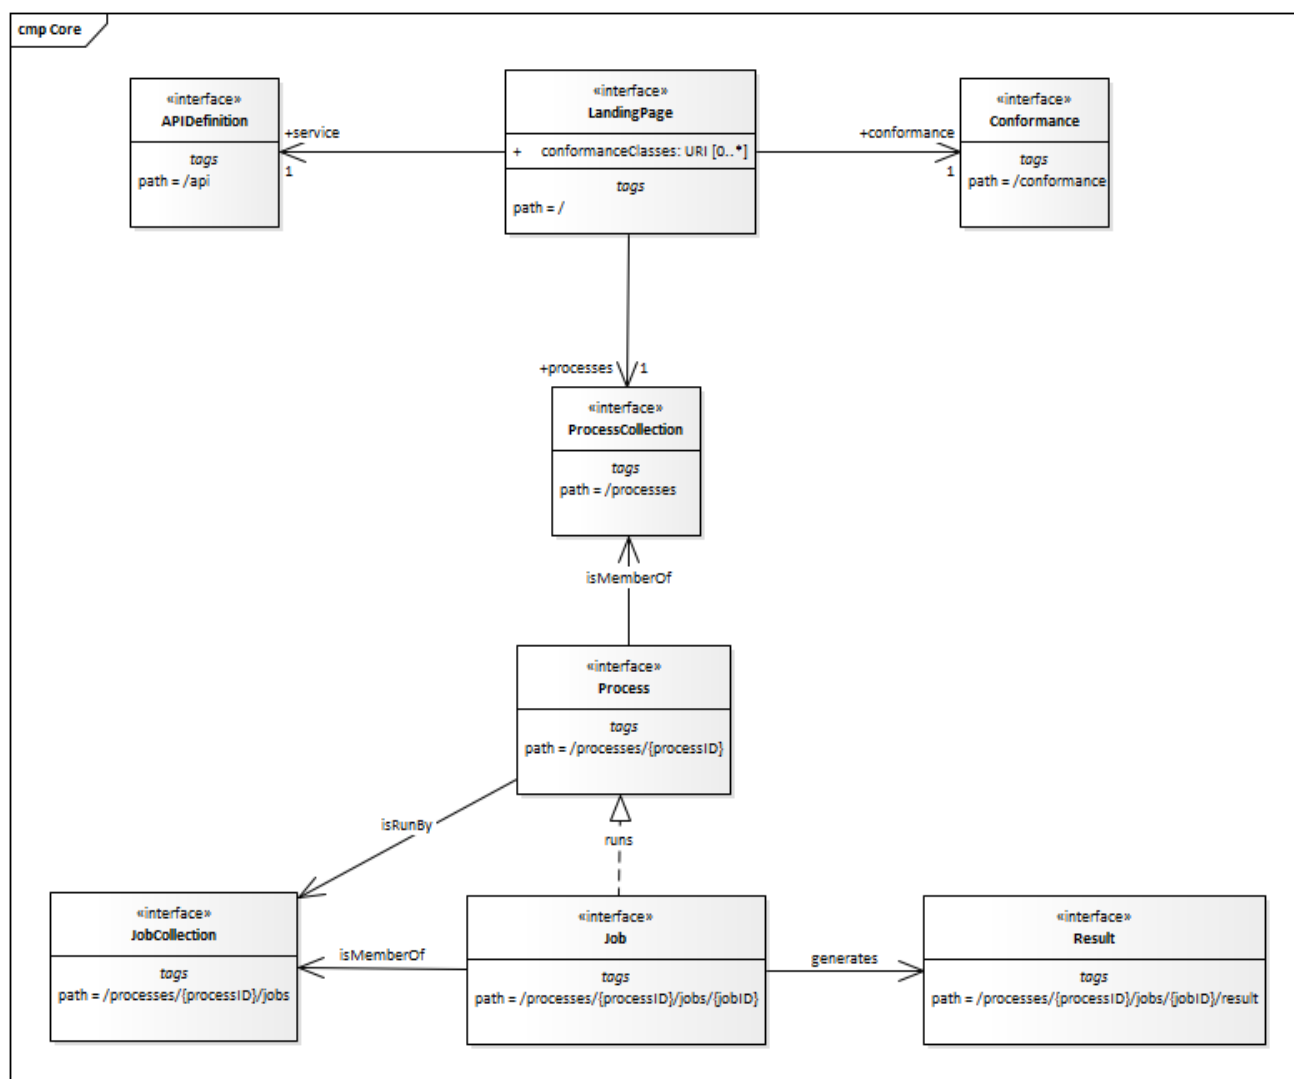 cmp Core
«interface»
APIDefinition
tags
path = /api
+service
1
«interface»
LandingPage
+ conformanceClasses: URI [0..*]
tags
path = /
+conformance
1
«interface»
Conformance
tags
path = /conformance
+processes
1
«interface»
ProcessCollection
tags
path = /processes
isMemberOf
«interface»
Process
tags
path = /processes/{processID}
isRunBy
runs
«interface»
JobCollection
tags
path = /processes/{processID}/jobs
isMemberOf
«interface»
Job
tags
path = /processes/{processID}/jobs/{jobID}
generates
«interface»
Result
tags
path = /processes/{processID}/jobs/{jobID}/result